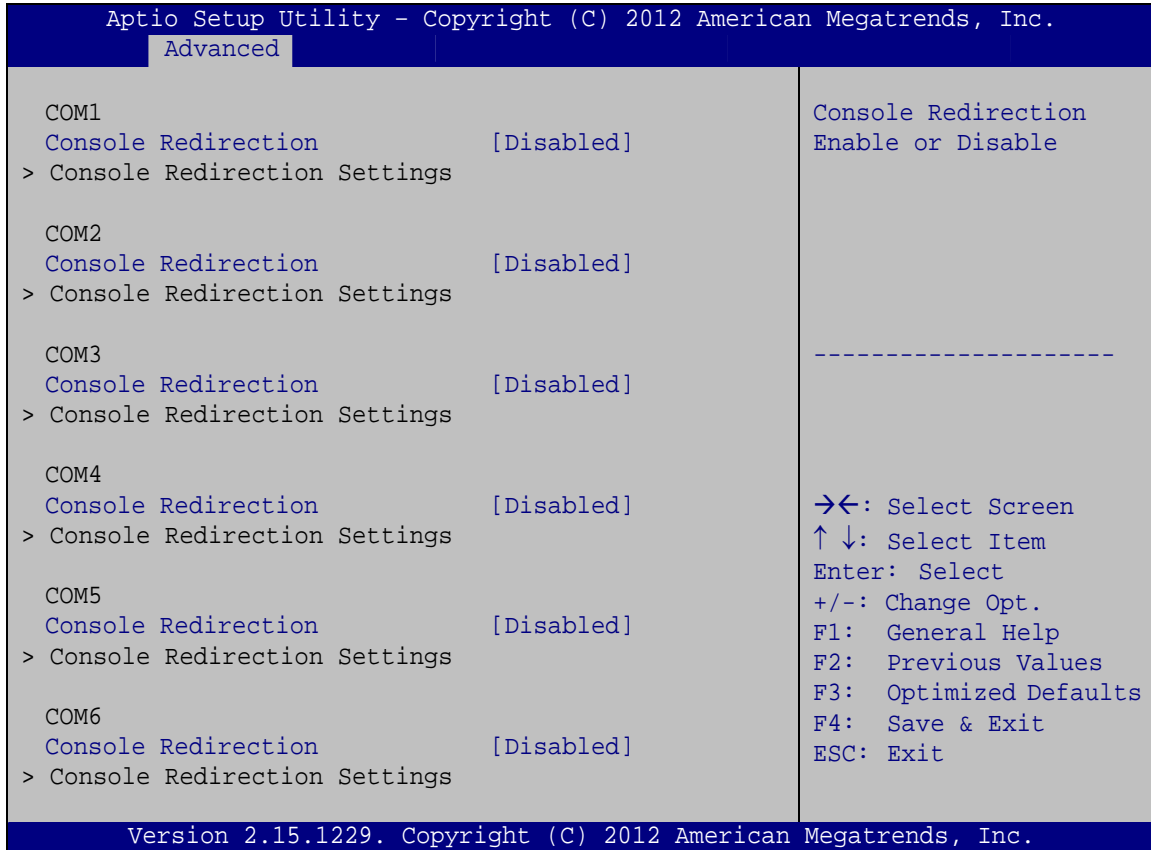 Aptio Setup Utility – Copyright (C) 2012 American Megatrends, Inc.
Advanced
COM1
Console Redirection [Disabled]
> Console Redirection Settings
COM2
Console Redirection [Disabled]
> Console Redirection Settings
COM3
Console Redirection [Disabled]
> Console Redirection Settings
COM4
Console Redirection [Disabled]
> Console Redirection Settings
COM5
Console Redirection [Disabled]
> Console Redirection Settings
COM6
Console Redirection [Disabled]
> Console Redirection Settings
Console Redirection
Enable or Disable
---------------------
→←: Select Screen
↑ ↓: Select Item
Enter: Select
+/-: Change Opt.
F1: General Help
F2: Previous Values
F3: Optimized Defaults
F4: Save & Exit
ESC: Exit
Version 2.15.1229. Copyright (C) 2012 American Megatrends, Inc.